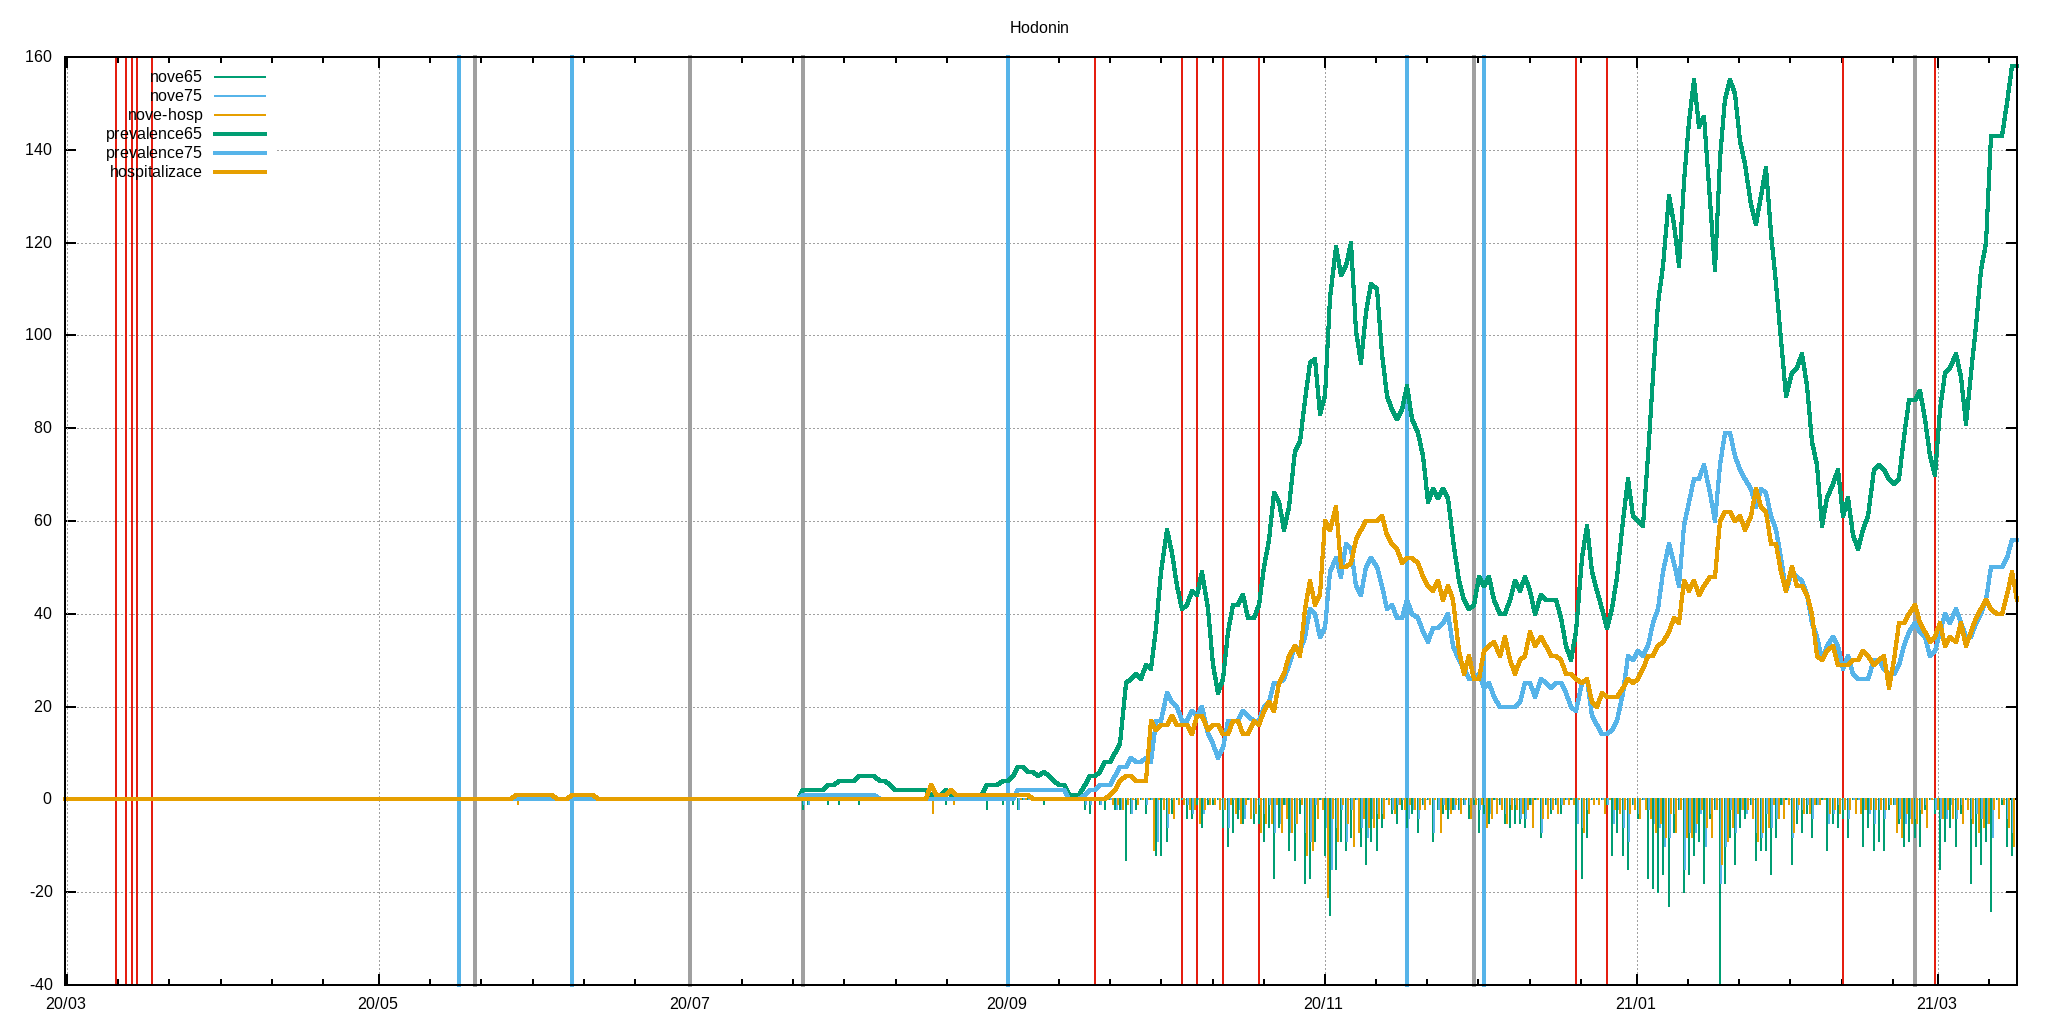 Hodonin
160
140
120
100
80
60
40
20
0
-20
-40
nove65
nove75
nove-hosp
prevalence65
prevalence75
hospitalizace
20/03 20/05 20/07 20/09 20/11 21/01 21/03